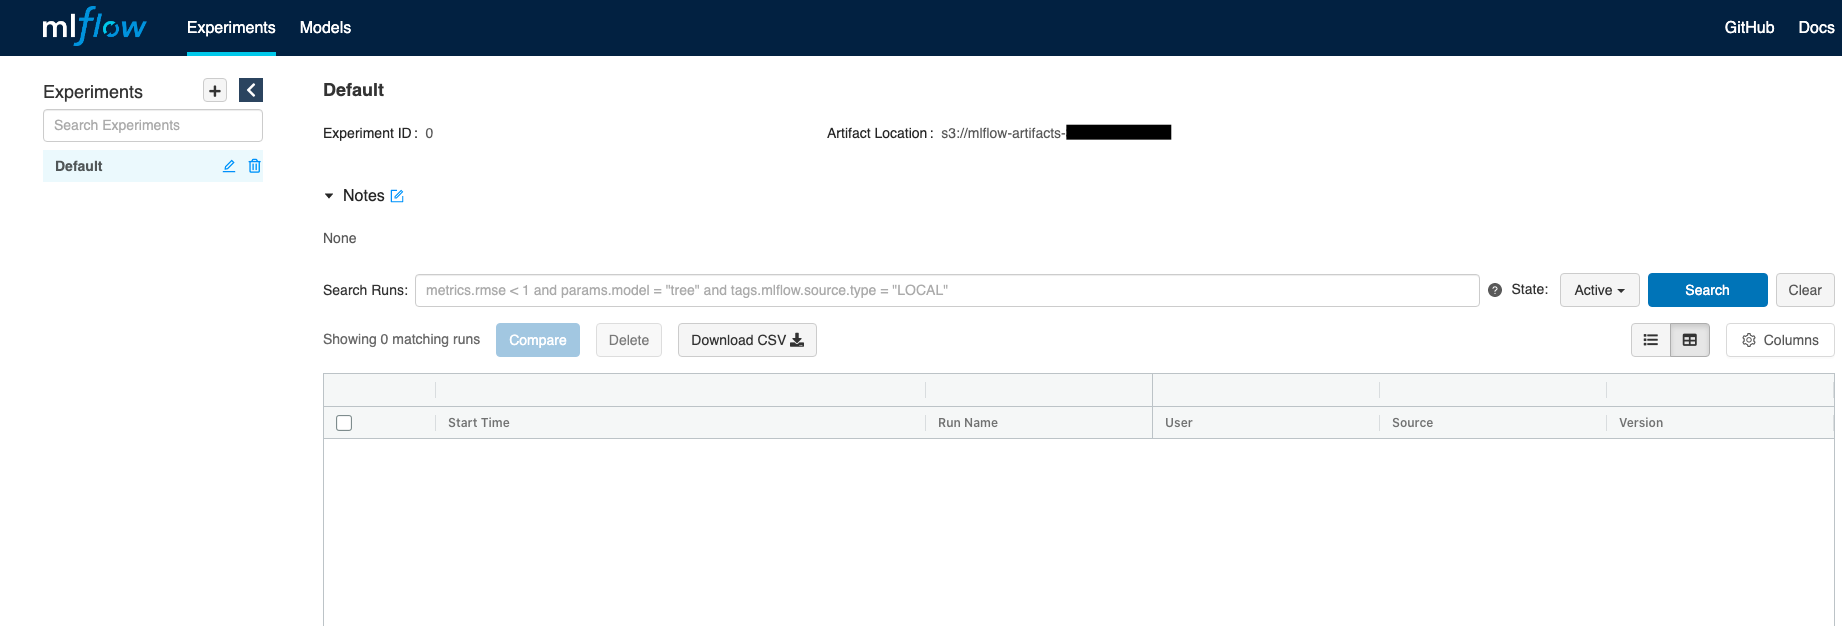 mlflow Experiments Models GitHub Docs
Experiments
Search Experiments
Default
Default
Experiment ID : 0 Artifact Location : s3://mlflow-artifacts-
Notes
None
Search Runs: metrics.rmse < 1 and params.model = "tree" and tags.mlflow.source.type = "LOCAL" ? State: Active Search Clear
Showing 0 matching runs Compare Delete Download CSV Columns
Start Time Run Name User Source Version